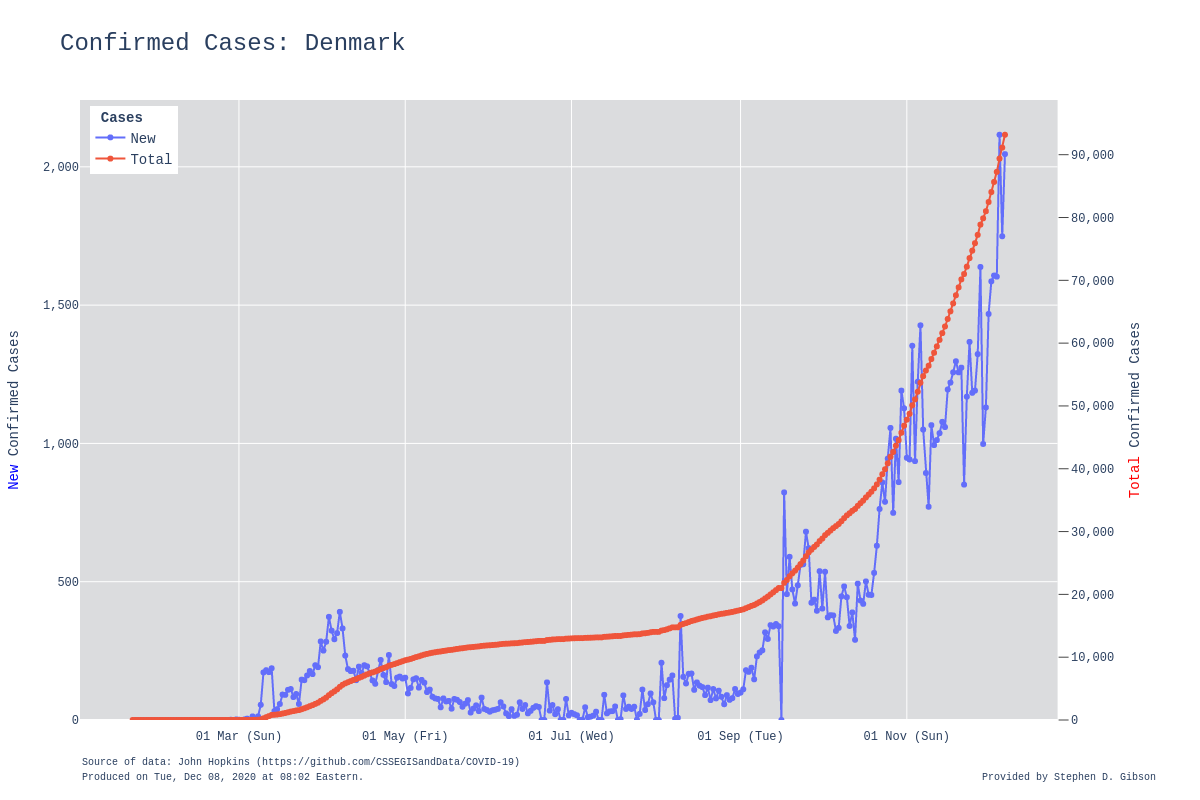 Confirmed Cases: Denmark
Cases
New
Total
2,000
1,500
1,000
500
0
90,000
80,000
70,000
60,000
50,000
40,000
30,000
20,000
10,000
0
New Confirmed Cases
Total Confirmed Cases
01 Mar (Sun)
01 May (Fri)
01 Jul (Wed)
01 Sep (Tue)
01 Nov (Sun)
Source of data: John Hopkins (https://github.com/CSSEGISandData/COVID-19)
Produced on Tue, Dec 08, 2020 at 08:02 Eastern.
Provided by Stephen D. Gibson